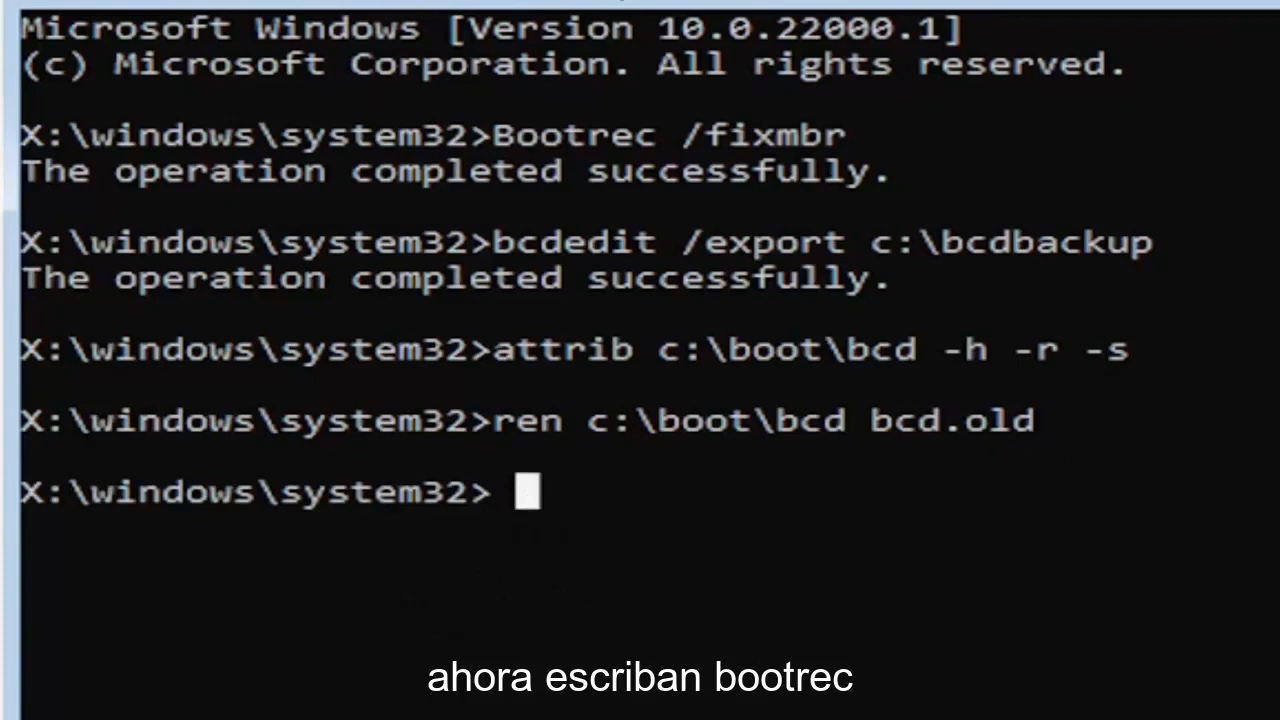 Microsoft Windows [Version 10.0.22000.1]
(c) Microsoft Corporation. All rights reserved.
X:\windows\system32>Bootrec /fixmbr
The operation completed successfully.
X:\windows\system32>bcdedit /export c:\bcdbackup
The operation completed successfully.
X:\windows\system32>attrib c:\boot\bcd -h -r -s
X:\windows\system32>ren c:\boot\bcd bcd.old
X:\windows\system32>
ahora escriban bootrec